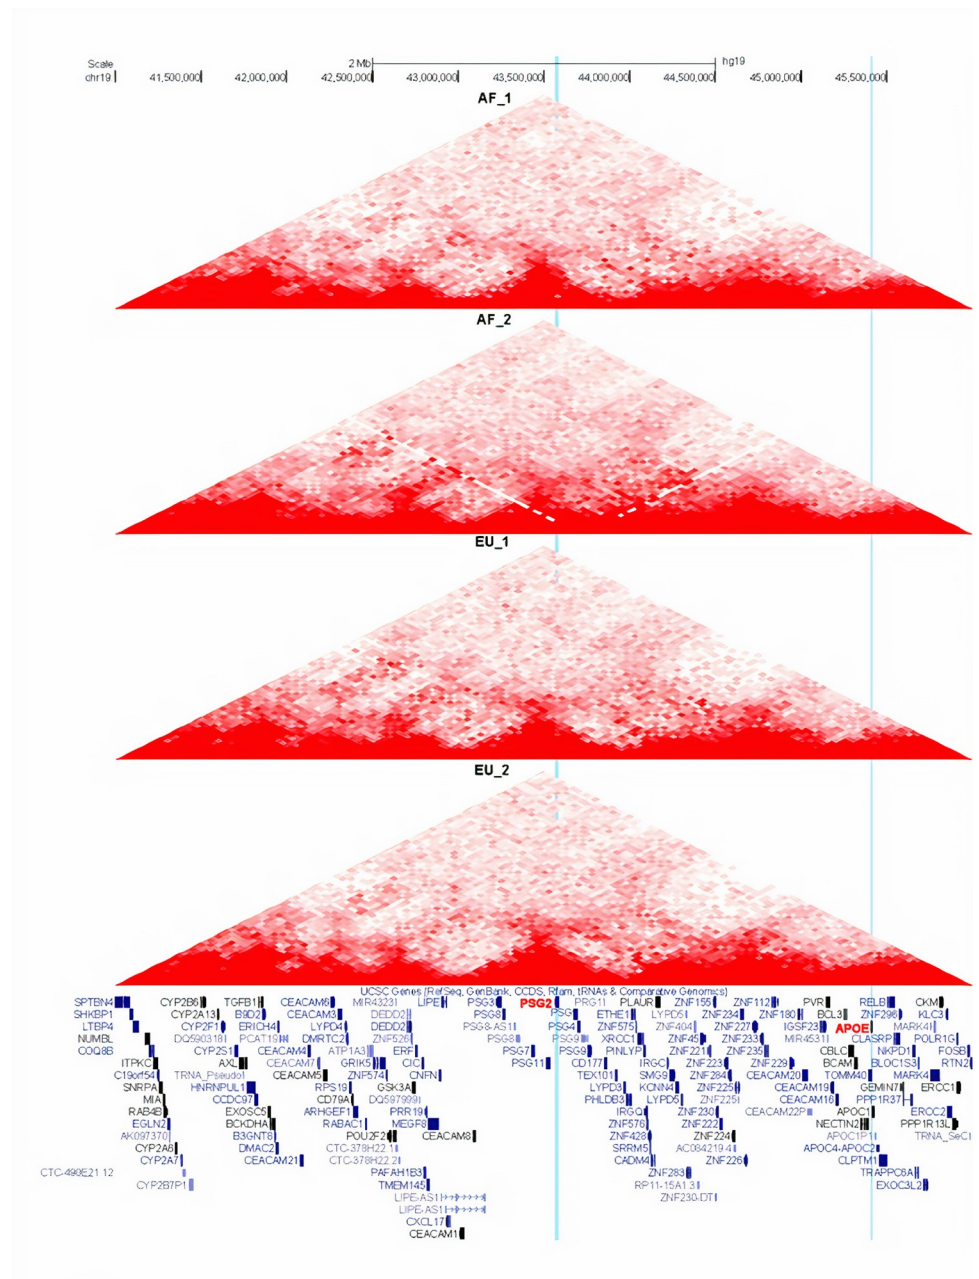 Scale 2 Mb hg19
chr19 41,500,000 42,000,000 42,500,000 43,000,000 43,500,000 44,000,000 44,500,000 45,000,000 45,500,000
AF_1
AF_2
EU_1
EU_2
UCSC Genes (RefSeq, GenBank, CCDS, Rfam, tRNAs & Comparative Genomics)
SPTBN4 CYP2B6 TGFB1 CEACAM6 MIR4323 LIPE PSG3 PSG2 PRG1 PLAUR ZNF155 ZNF112 PVR RELB CKM
SHKBP1 CYP2A13 B9D2 CEACAM3 DEDD2 PSG8 PSG ETHE1 LYPD5 ZNF234 ZNF180 BCL3 ZNF296 KLC3
LTBP4 CYP2F1 ERICH4 LYPD4 DEDD2 PSG8-AS1 PSG4 ZNF575 ZNF404 ZNF227 IGSF23 APOE MARK4
NUMBL PCAT19 DMRTC2 ZNF526 PSG8 PSG9 XRCC1 ZNF45 ZNF233 MIR4531 CLASRP POLR1G
COQ8B CYP2S1 CEACAM4 ATP1A3 ERF PSG7 PSG9 PINLYP ZNF221 ZNF235 CBLC NKPD1 FOSB
ITPKC AXL CEACAM7 GRIK5 CIC PSG11 CD177 IRGC ZNF223 ZNF229 BCAM BLOC1S3 RTN2
C19orf54 TRNA_Pseudo CEACAM5 ZNF574 CNFN TEX101 SMG9 ZNF284 CEACAM20 TOMM40 MARK4
SNRPA HNRNPUL1 RPS19 GSK3A LYPD3 KCNN4 ZNF225 CEACAM19 GEMIN7 ERCC1
MIA CCDC97 CD79A DQ597999 PHLDB3 LYPD5 ZNF225 CEACAM16 PPP1R37
RAB4B EXOSC5 ARHGEF1 PRR19 IRGQ ZNF230 CEACAM22P APOC1 ERCC2
EGLN2 BCKDHA RABAC1 MEGF8 ZNF576 ZNF222 NECTIN2 PPP1R13L
AK097370 B3GNT8 POU2F2 CEACAM8 ZNF428 ZNF224 APOC1P1
CYP2A6 DMAC2 CTC-378H22.1 SRRM5 AC084219.4 APOC4-APOC2
CYP2A7 CEACAM21 CTC-378H22.2 CADM4 ZNF226 CLPTM1
CTC-490E21.12 PAFAH1B3 ZNF283 TRAPPC6A
CYP2B7P1 TMEM145 RP11-15A1.3 EXOC3L2
LIPE-AS1 ZNF230-DT
LIPE-AS1
CXCL17
CEACAM1